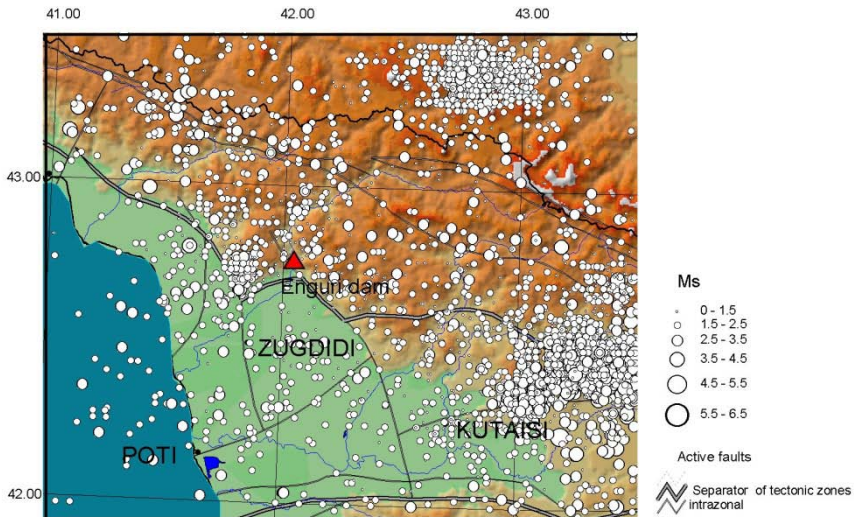 41.00 42.00 43.00
43.00
Enguri dam
ZUGDIDI
KUTAISI
POTI
42.00
Ms
0 - 1.5
1.5 - 2.5
2.5 - 3.5
3.5 - 4.5
4.5 - 5.5
5.5 - 6.5
Active faults
Separator of tectonic zones
intrazonal